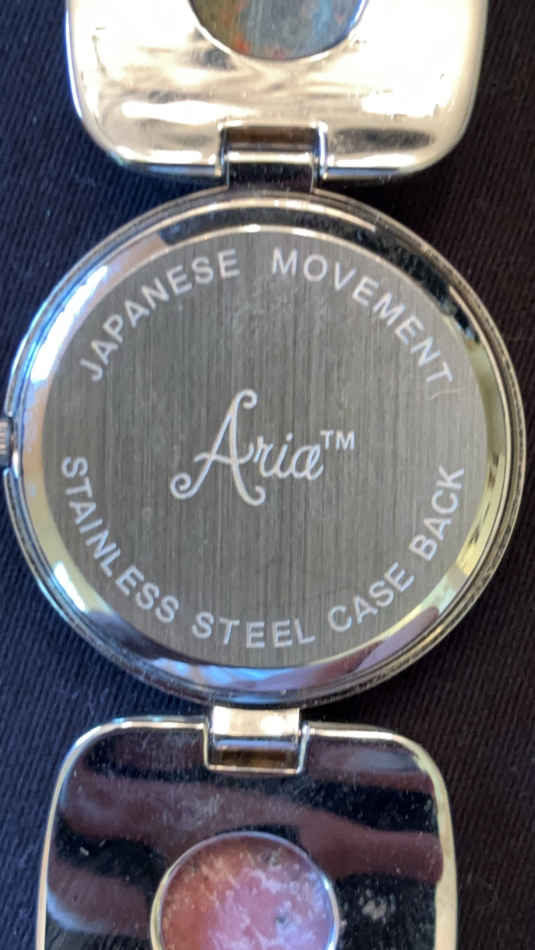 JAPANESE MOVEMENT
Aria™
STAINLESS STEEL CASE BACK